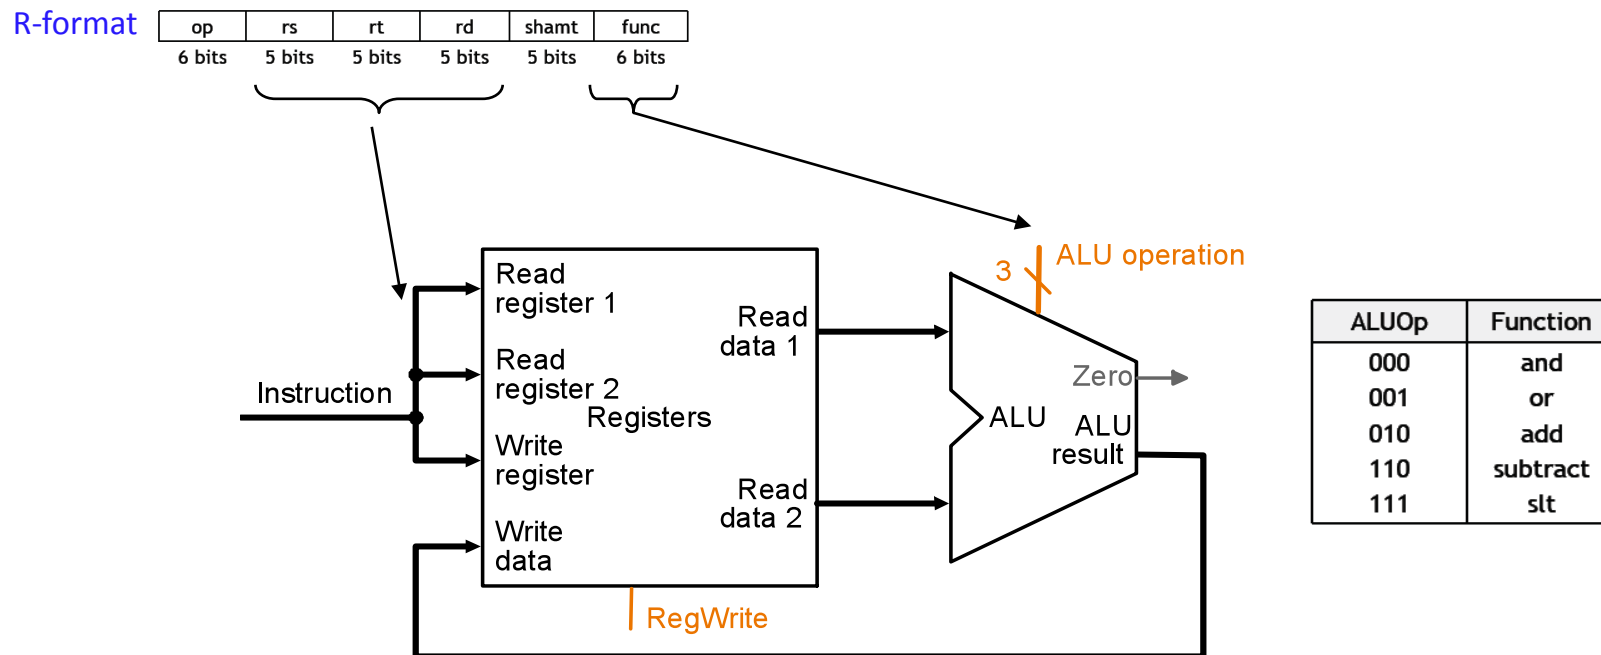 R-format
op rs rt rd shamt func
6 bits 5 bits 5 bits 5 bits 5 bits 6 bits
Read
register 1
Read
register 2
Write
register
Write
data
Instruction
Registers
Read
data 1
Read
data 2
RegWrite
3
ALU operation
Zero
ALU
ALU
result
ALUOp Function
000 and
001 or
010 add
110 subtract
111 slt